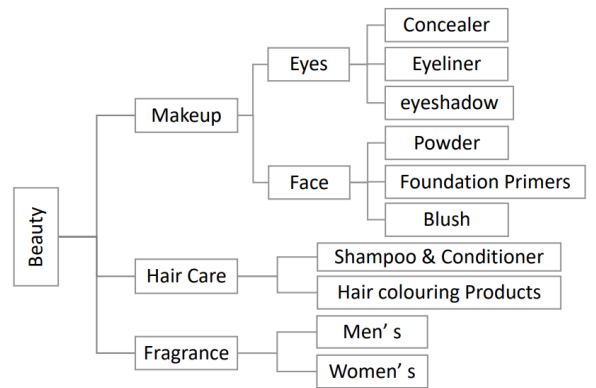 Beauty
Makeup
Eyes
Concealer
Eyeliner
eyeshadow
Face
Powder
Foundation Primers
Blush
Hair Care
Shampoo & Conditioner
Hair colouring Products
Fragrance
Men’ s
Women’ s